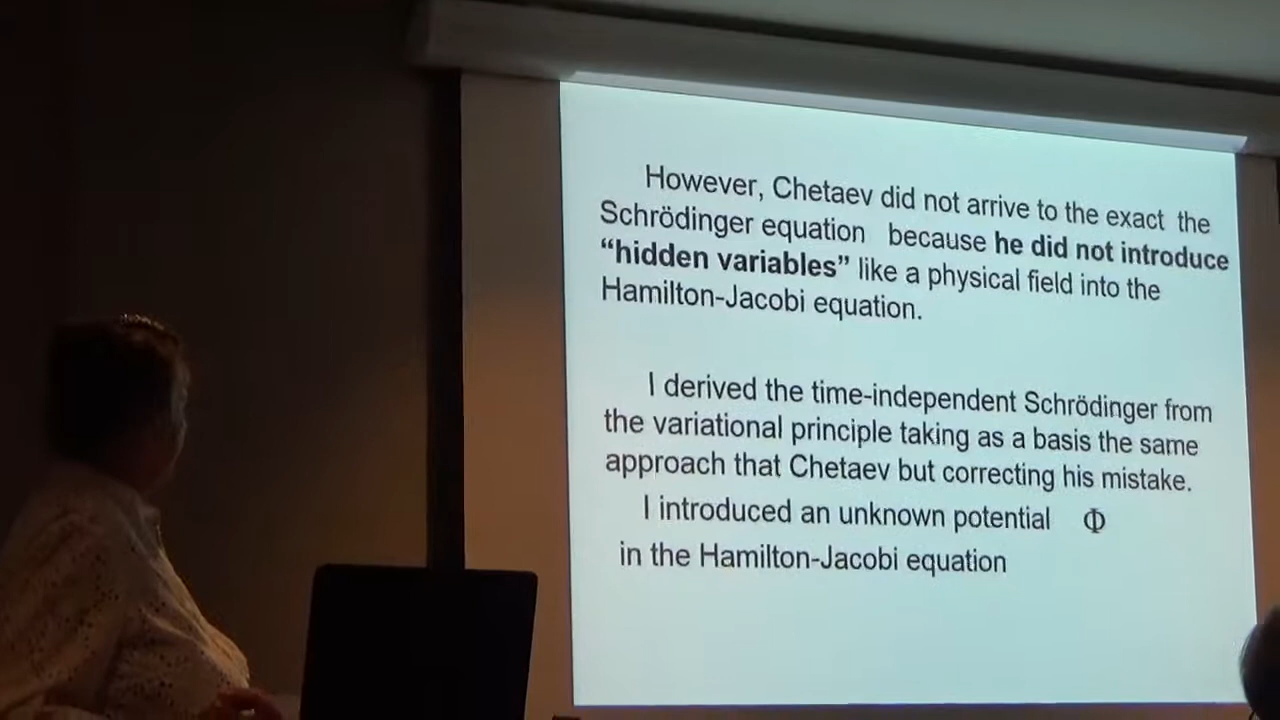 However, Chetaev did not arrive to the exact the
Schrödinger equation because he did not introduce
“hidden variables” like a physical field into the
Hamilton-Jacobi equation.
I derived the time-independent Schrödinger from
the variational principle taking as a basis the same
approach that Chetaev but correcting his mistake.
I introduced an unknown potential Φ
in the Hamilton-Jacobi equation